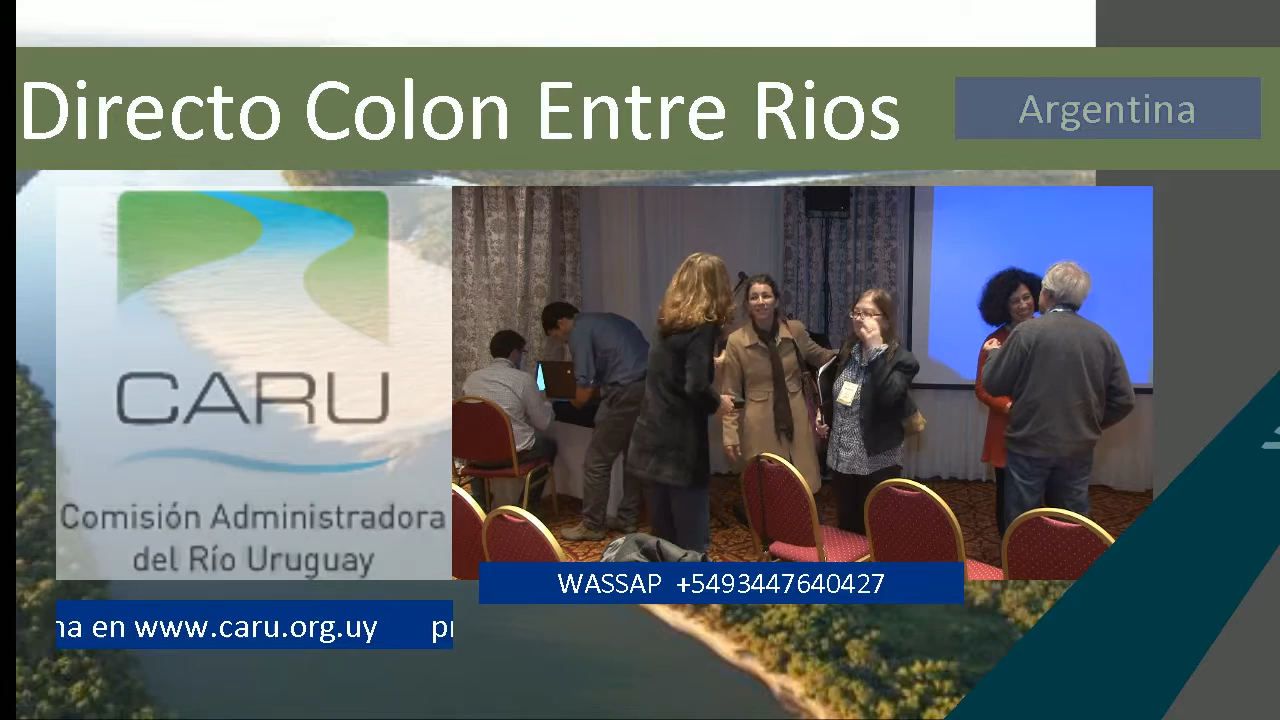 Directo Colon Entre Rios
Argentina
CARU
Comisión Administradora
del Río Uruguay
WASSAP +5493447640427
en www.caru.org.uy